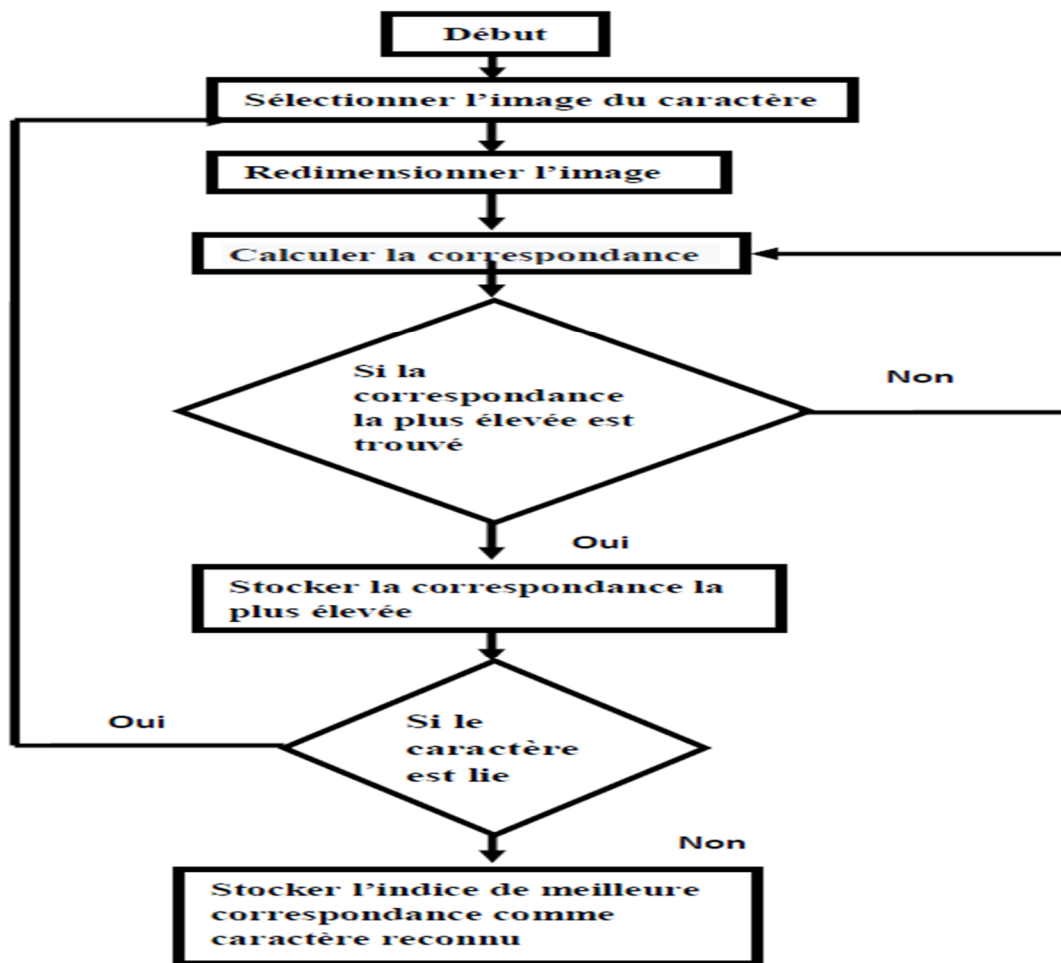 Début
Sélectionner l'image du caractère
Redimensionner l'image
Calculer la correspondance
Si la
correspondance
la plus élevée est
trouvé
Non
Oui
Stocker la correspondance la
plus élevée
Oui
Si le
caractère
est lie
Non
Stocker l'indice de meilleure
correspondance comme
caractère reconnu